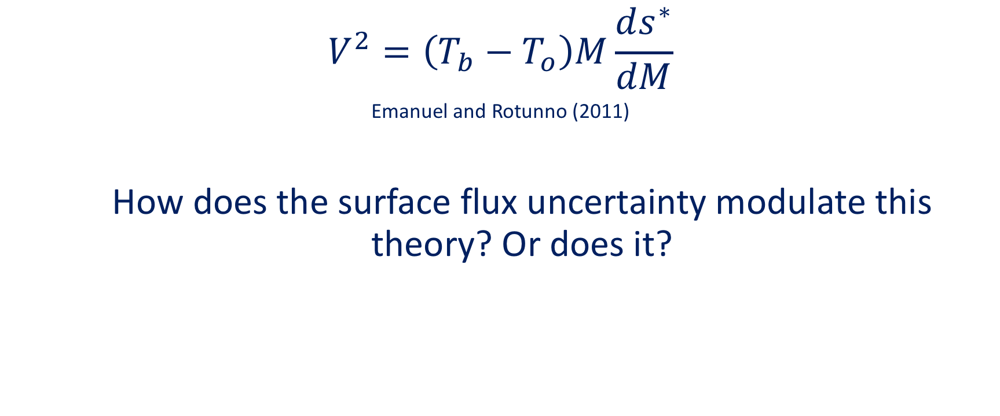 V² = (T_b − T_o)M ds*/dM
Emanuel and Rotunno (2011)
How does the surface flux uncertainty modulate this
theory? Or does it?